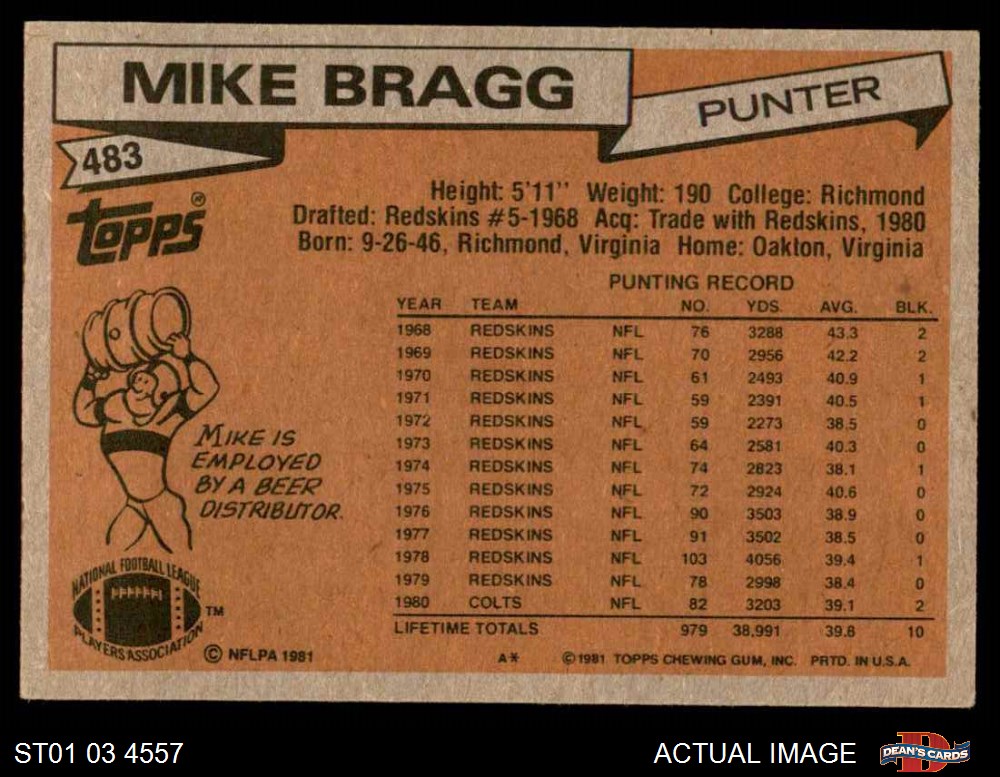 MIKE BRAGG
PUNTER
483
Topps®
Height: 5'11" Weight: 190 College: Richmond
Drafted: Redskins #5-1968 Acq: Trade with Redskins, 1980
Born: 9-26-46, Richmond, Virginia Home: Oakton, Virginia
PUNTING RECORD
YEAR TEAM NO. YDS. AVG. BLK.
1968 REDSKINS NFL 76 3288 43.3 2
1969 REDSKINS NFL 70 2956 42.2 2
1970 REDSKINS NFL 61 2493 40.9 1
1971 REDSKINS NFL 59 2391 40.5 1
1972 REDSKINS NFL 59 2273 38.5 0
1973 REDSKINS NFL 64 2581 40.3 0
1974 REDSKINS NFL 74 2823 38.1 1
1975 REDSKINS NFL 72 2924 40.6 0
1976 REDSKINS NFL 90 3503 38.9 0
1977 REDSKINS NFL 91 3502 38.5 0
1978 REDSKINS NFL 103 4056 39.4 1
1979 REDSKINS NFL 78 2998 38.4 0
1980 COLTS NFL 82 3203 39.1 2
LIFETIME TOTALS 979 38,991 39.8 10
MIKE IS
EMPLOYED
BY A BEER
DISTRIBUTOR.
NATIONAL FOOTBALL LEAGUE
PLAYERS ASSOCIATION
TM
© NFLPA 1981
A* © 1981 TOPPS CHEWING GUM, INC. PRTD. IN U.S.A.
ST01 03 4557
ACTUAL IMAGE
D
DEAN'S CARDS